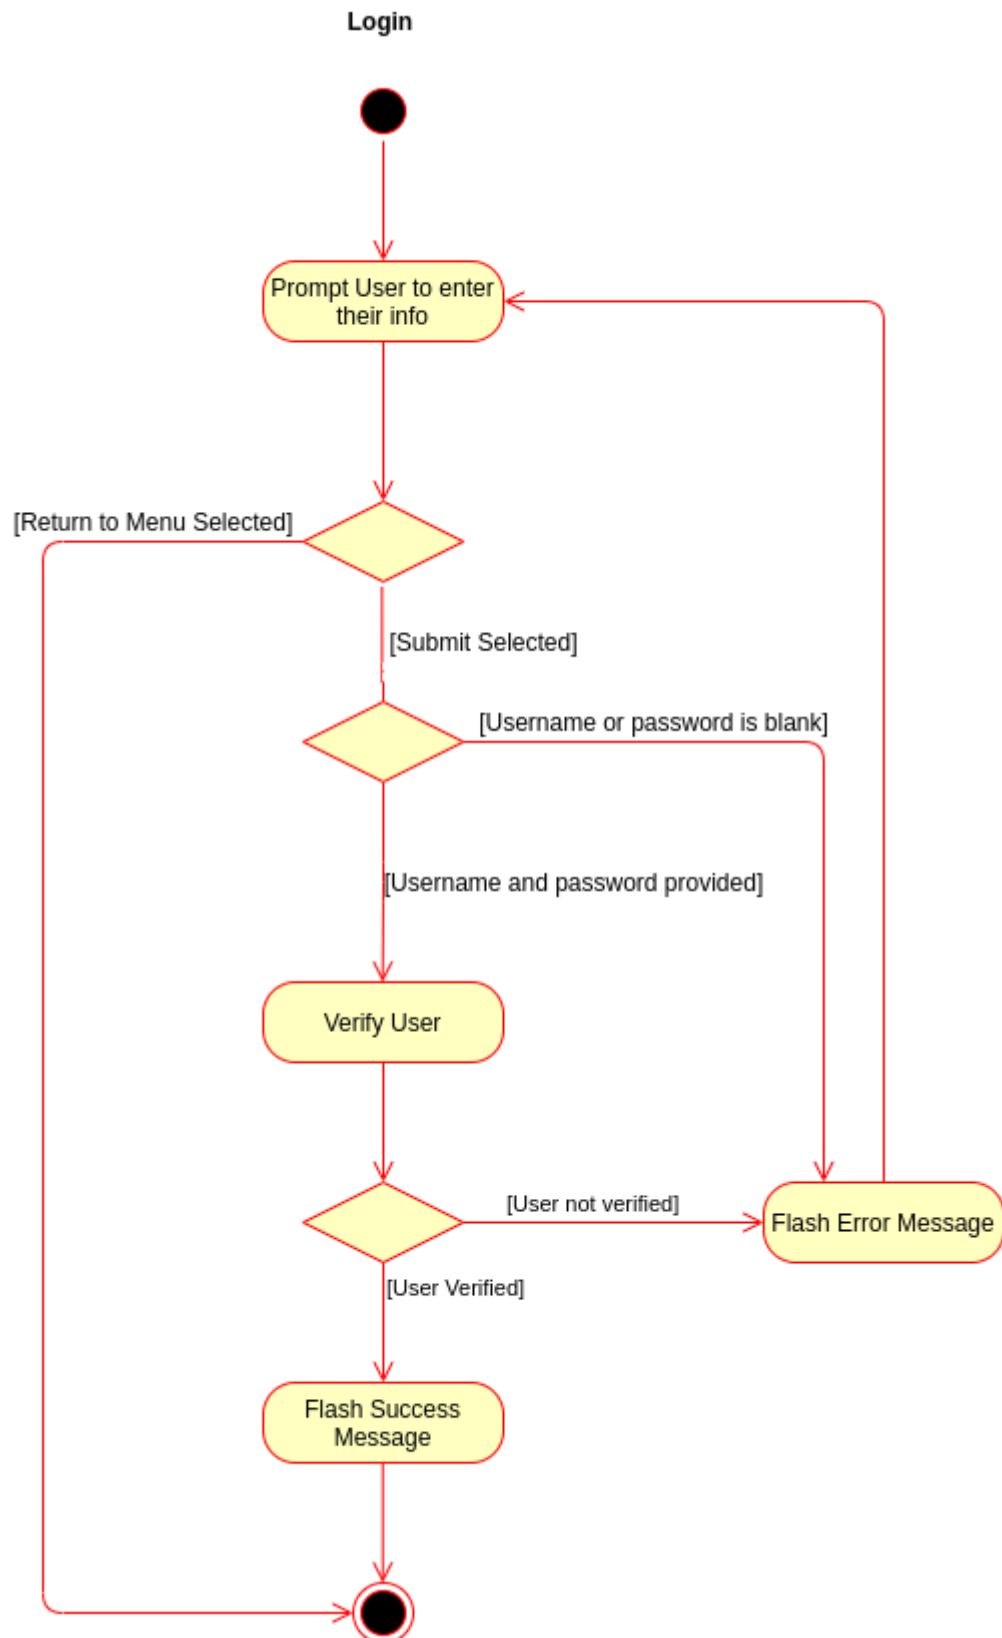 Login
Prompt User to enter
their info
[Return to Menu Selected]
[Submit Selected]
[Username or password is blank]
[Username and password provided]
Verify User
[User not verified]
Flash Error Message
[User Verified]
Flash Success
Message